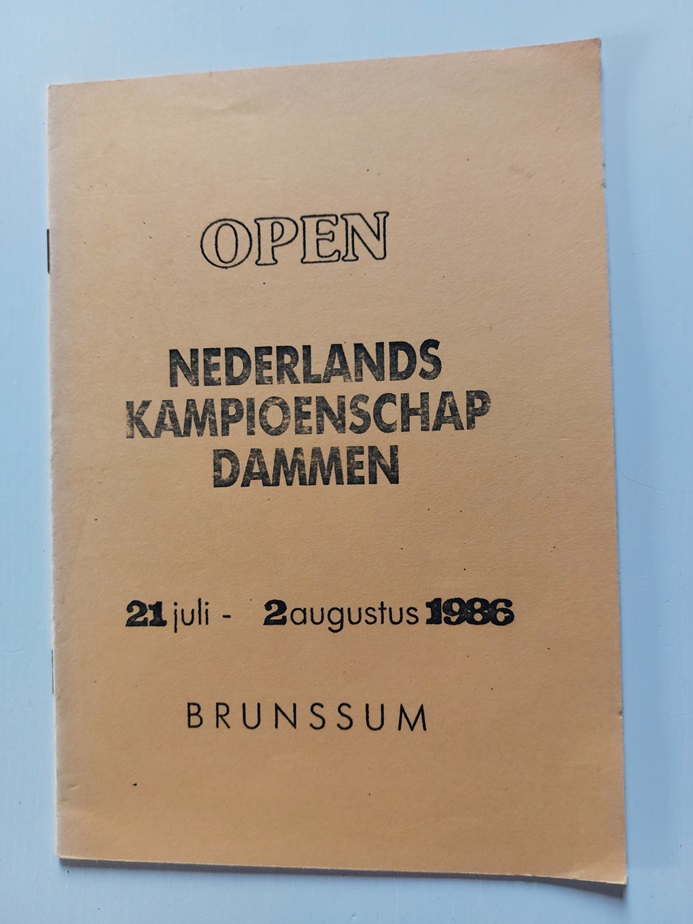 OPEN
NEDERLANDS
KAMPIOENSCHAP
DAMMEN
21 juli - 2 augustus 1986
BRUNSSUM